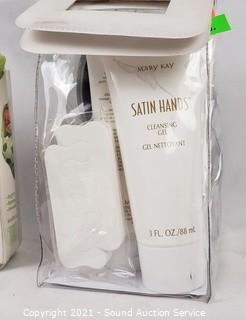 MARY KAY
SATIN HANDS
CLEANSING
GEL
GEL NETTOYANT
3 FL. OZ./88 mL
Copyright 2021 - Sound Auction Service